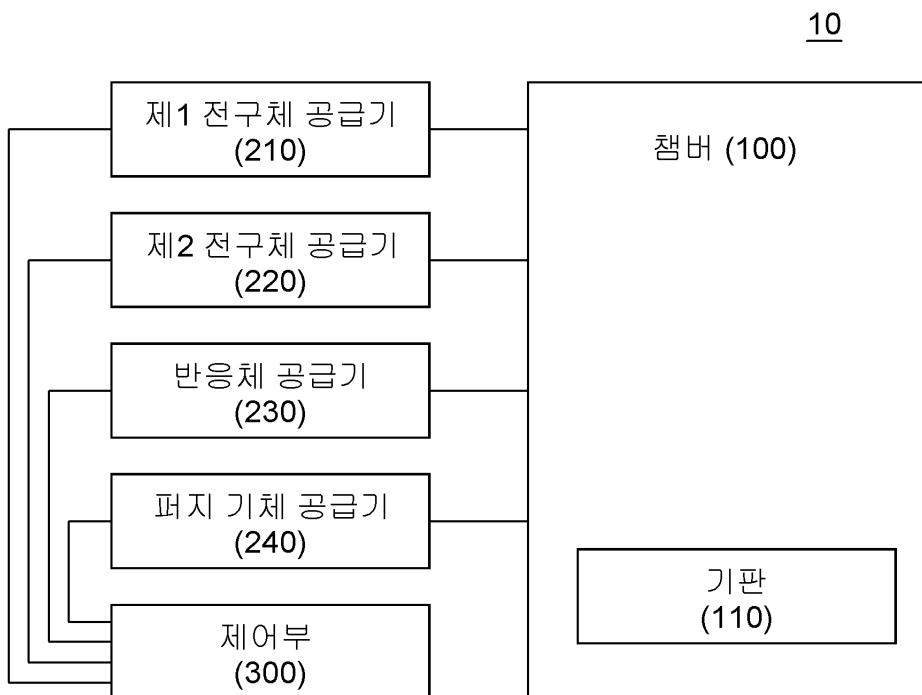 10
제1 전구체 공급기
(210)
챔버 (100)
제2 전구체 공급기
(220)
반응체 공급기
(230)
퍼지 기체 공급기
(240)
기판
(110)
제어부
(300)